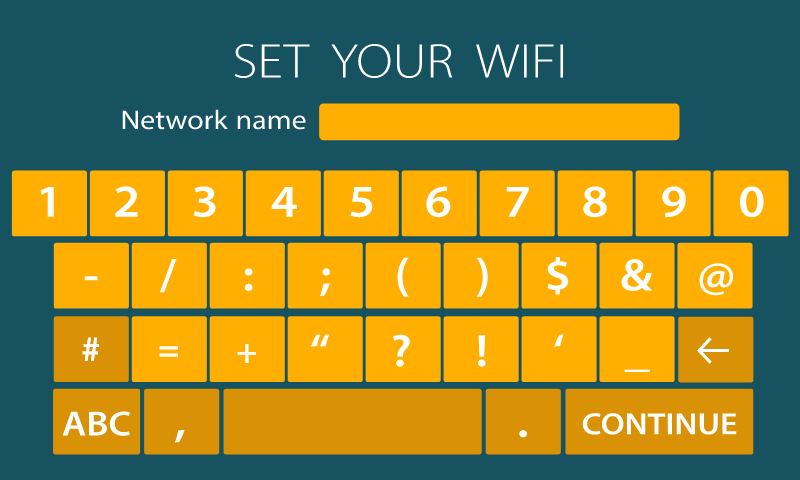 SET YOUR WIFI
Network name
1 2 3 4 5 6 7 8 9 0
- / : ; ( ) $ & @
# = + “ ? ! ‘ _ ←
ABC , . CONTINUE